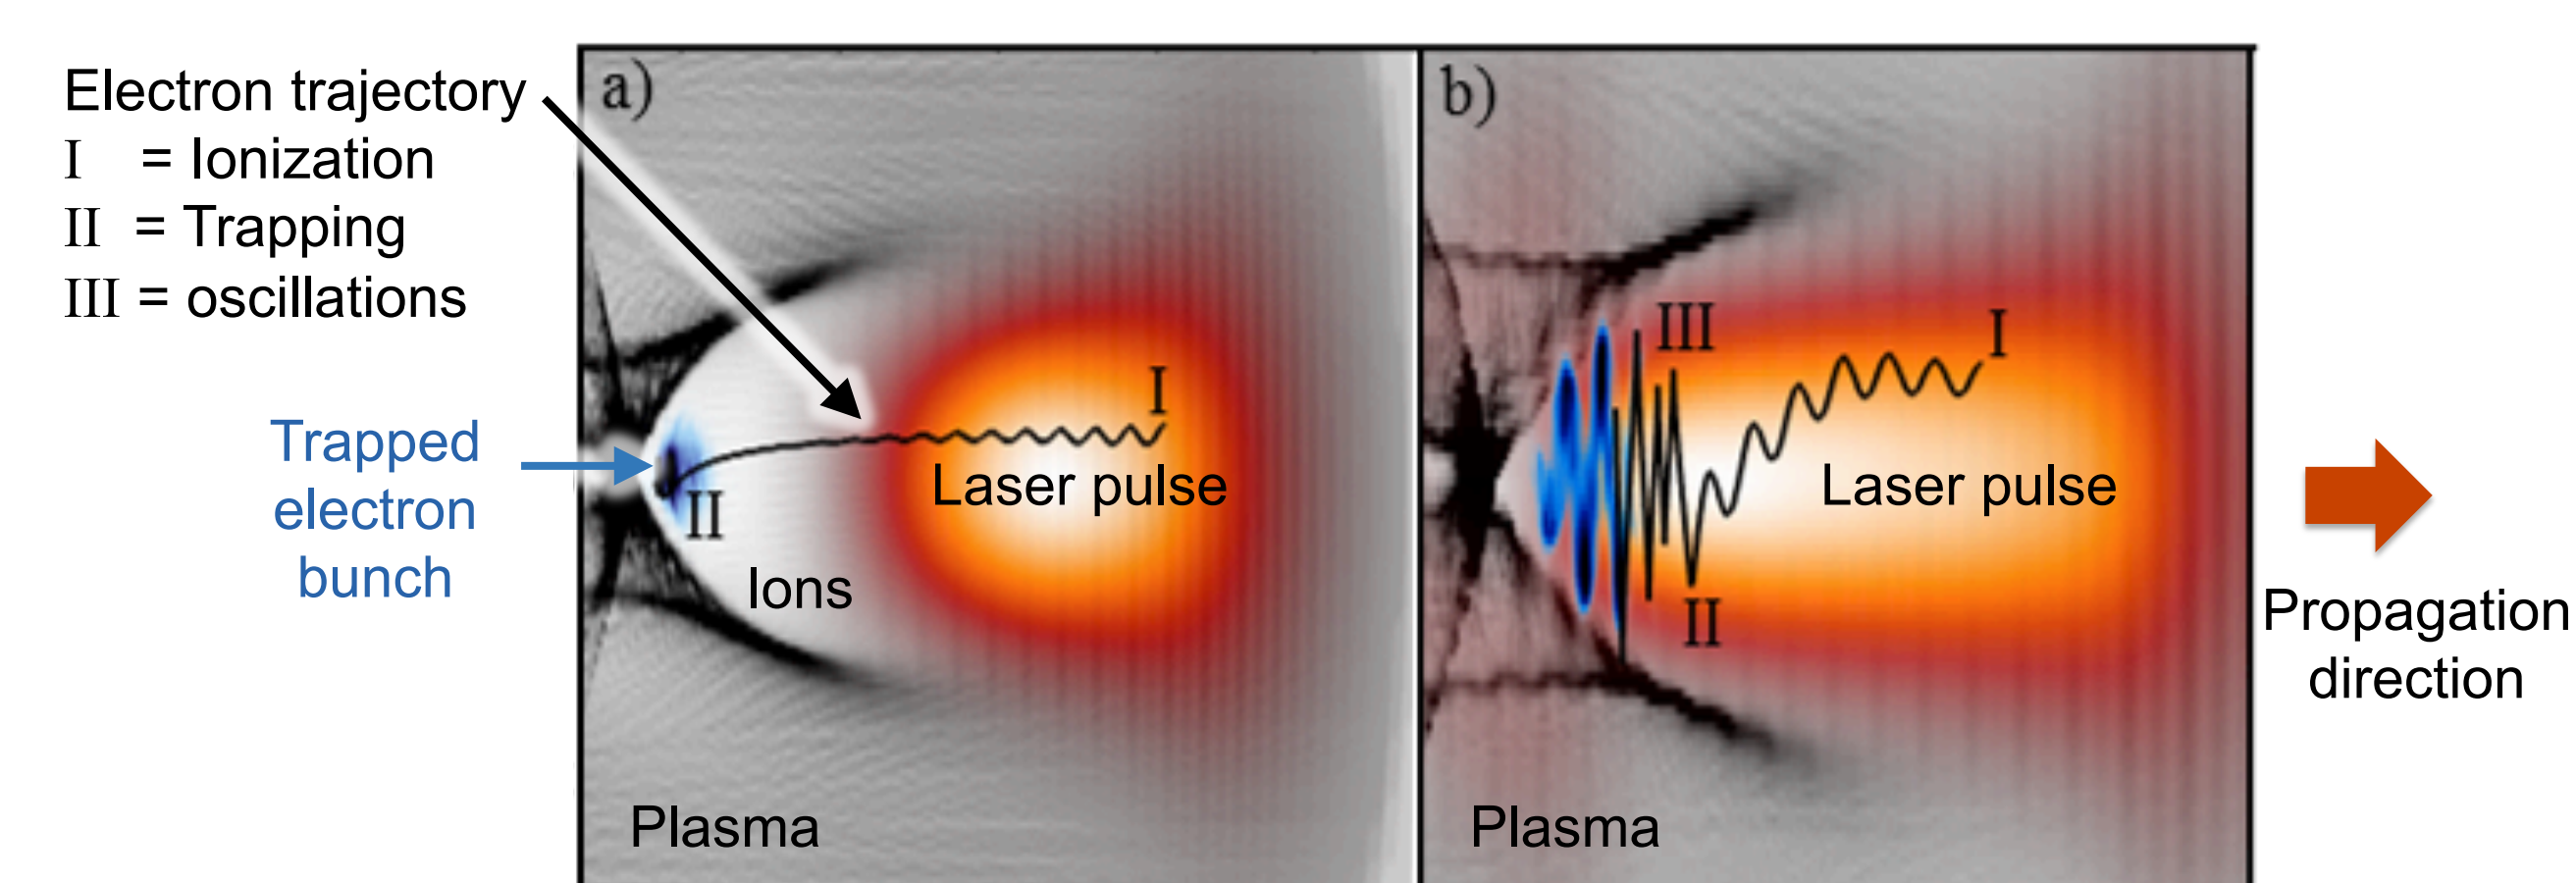 Electron trajectory
I = Ionization
II = Trapping
III = oscillations
Trapped
electron
bunch
a)
I
II
Laser pulse
Ions
Plasma
b)
III
I
II
Laser pulse
Plasma
Propagation
direction